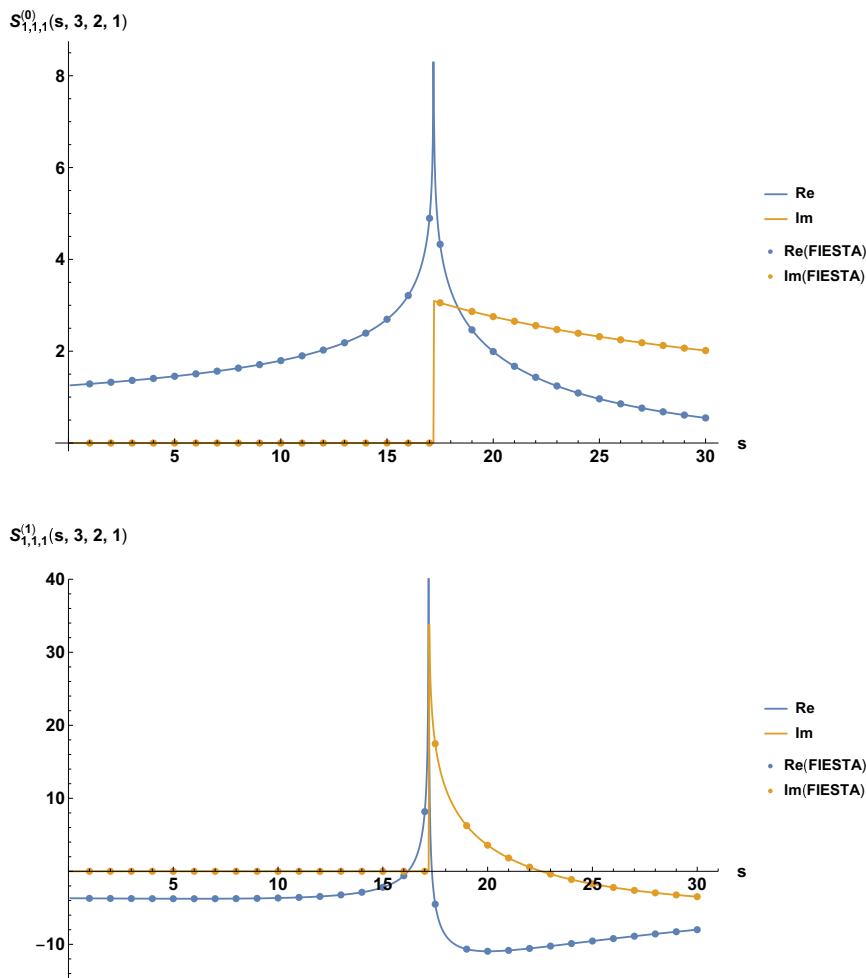 S^{(0)}_{1,1,1}(s, 3, 2, 1)
8
6
4
2
5 10 15 20 25 30 s
Re
Im
Re(FIESTA)
Im(FIESTA)
S^{(1)}_{1,1,1}(s, 3, 2, 1)
40
30
20
10
5 10 15 20 25 30 s
−10
Re
Im
Re(FIESTA)
Im(FIESTA)